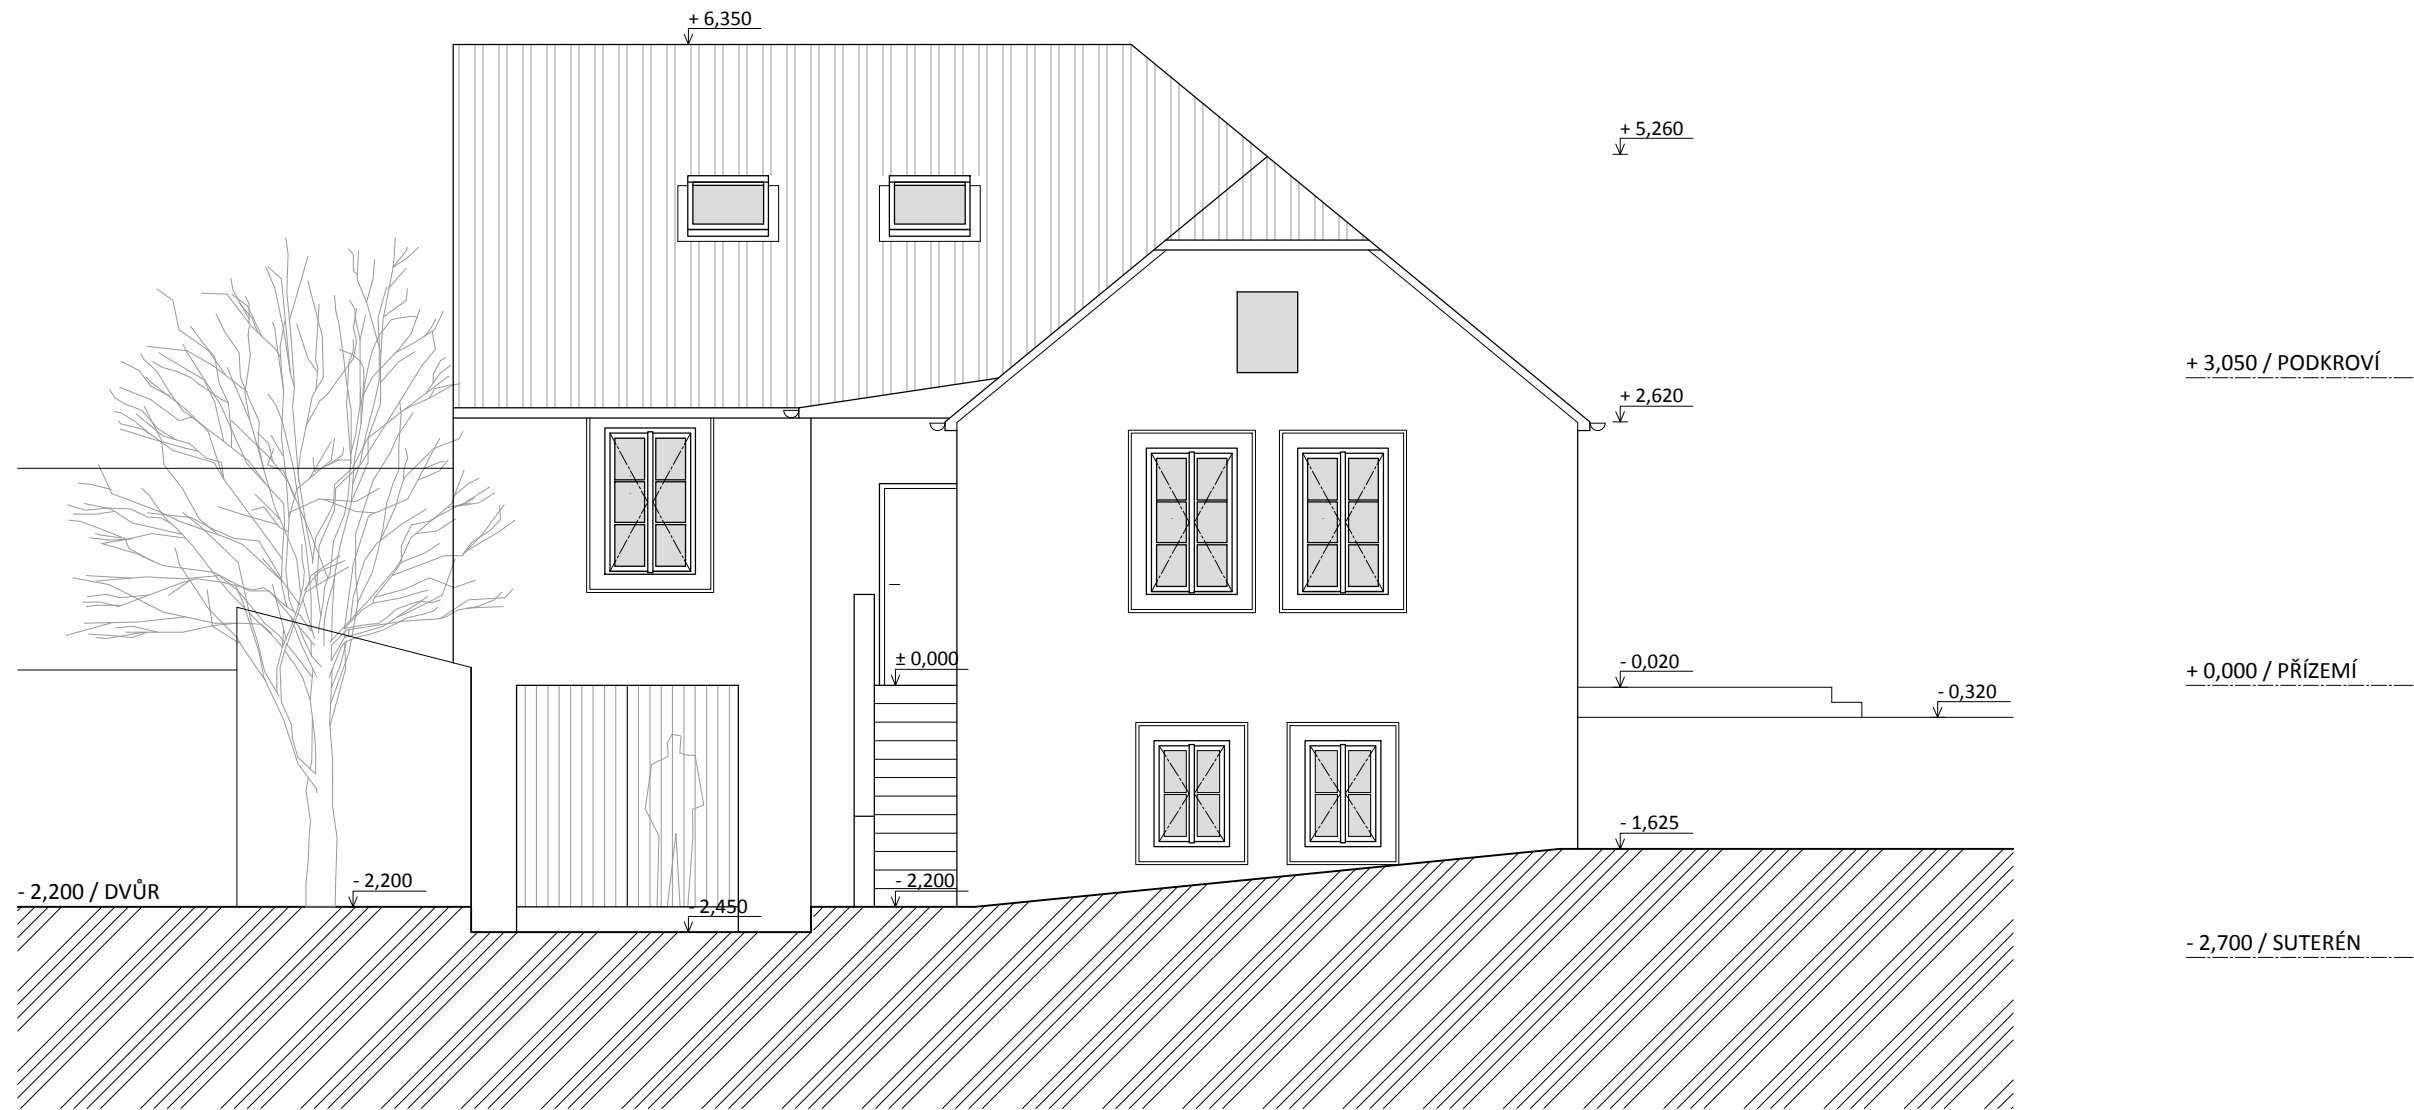 + 6,350
+ 5,260
+ 3,050 / PODKROVÍ
+ 2,620
± 0,000
- 0,020
+ 0,000 / PŘÍZEMÍ
- 0,320
- 1,625
- 2,200 / DVŮR
- 2,200
- 2,200
- 2,450
- 2,700 / SUTERÉN